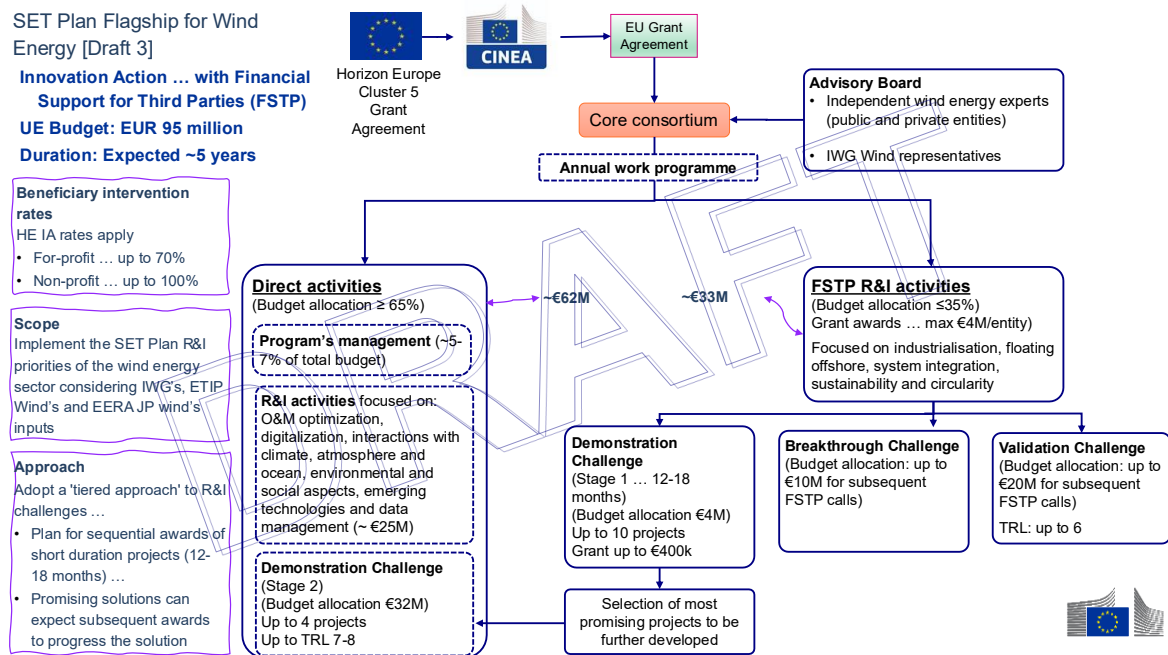 SET Plan Flagship for Wind
Energy [Draft 3]
Innovation Action … with Financial
Support for Third Parties (FSTP)
UE Budget: EUR 95 million
Duration: Expected ~5 years
Beneficiary intervention
rates
HE IA rates apply
• For-profit … up to 70%
• Non-profit … up to 100%
Scope
Implement the SET Plan R&I
priorities of the wind energy
sector considering IWG's, ETIP
Wind's and EERA JP wind's
inputs
Approach
Adopt a 'tiered approach' to R&I
challenges …
• Plan for sequential awards of
short duration projects (12-
18 months) …
• Promising solutions can
expect subsequent awards
to progress the solution
Horizon Europe
Cluster 5
Grant
Agreement
CINEA
EU Grant
Agreement
Core consortium
Advisory Board
• Independent wind energy experts
(public and private entities)
• IWG Wind representatives
Annual work programme
DRAFT
Direct activities
(Budget allocation ≥ 65%)
Program's management (~5-
7% of total budget)
R&I activities focused on:
O&M optimization,
digitalization, interactions with
climate, atmosphere and
ocean, environmental and
social aspects, emerging
technologies and data
management (~ €25M)
Demonstration Challenge
(Stage 2)
(Budget allocation €32M)
Up to 4 projects
Up to TRL 7-8
~€62M
~€33M
FSTP R&I activities
(Budget allocation ≤35%)
Grant awards … max €4M/entity)
Focused on industrialisation, floating
offshore, system integration,
sustainability and circularity
Demonstration
Challenge
(Stage 1 … 12-18
months)
(Budget allocation €4M)
Up to 10 projects
Grant up to €400k
Selection of most
promising projects to be
further developed
Breakthrough Challenge
(Budget allocation: up to
€10M for subsequent
FSTP calls)
Validation Challenge
(Budget allocation: up to
€20M for subsequent
FSTP calls)
TRL: up to 6